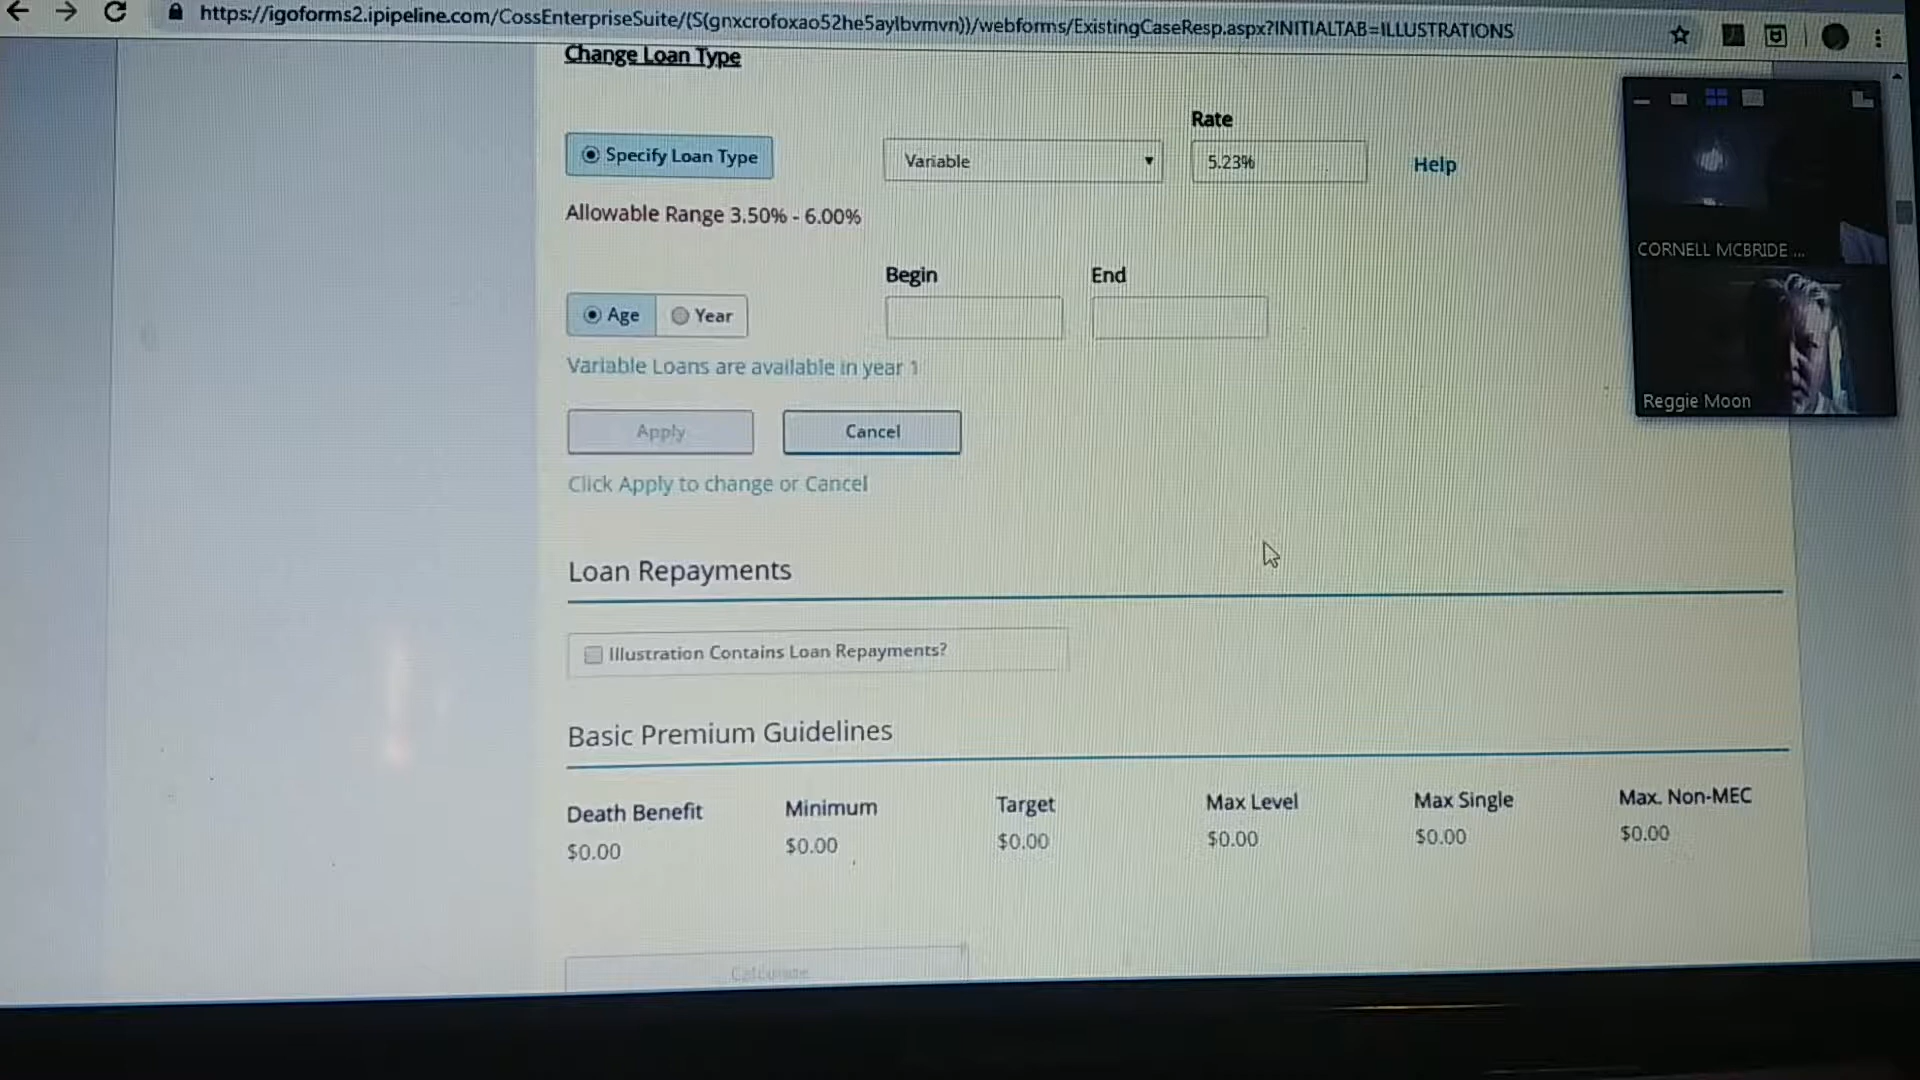 https://igoforms2.ipipeline.com/CossEnterpriseSuite/(S(gnxcrofoxao52he5aylbvmvn))/webforms/ExistingCaseResp.aspx?INITIALTAB=ILLUSTRATIONS
Change Loan Type
Rate
Specify Loan Type
Variable
5.23%
Help
Allowable Range 3.50% - 6.00%
Begin
End
Age
Year
Variable Loans are available in year 1
Apply
Cancel
Click Apply to change or Cancel
CORNELL MCBRIDE ...
Reggie Moon
Loan Repayments
Illustration Contains Loan Repayments?
Basic Premium Guidelines
Death Benefit
Minimum
Target
Max Level
Max Single
Max. Non-MEC
$0.00
$0.00
$0.00
$0.00
$0.00
$0.00
Calculate